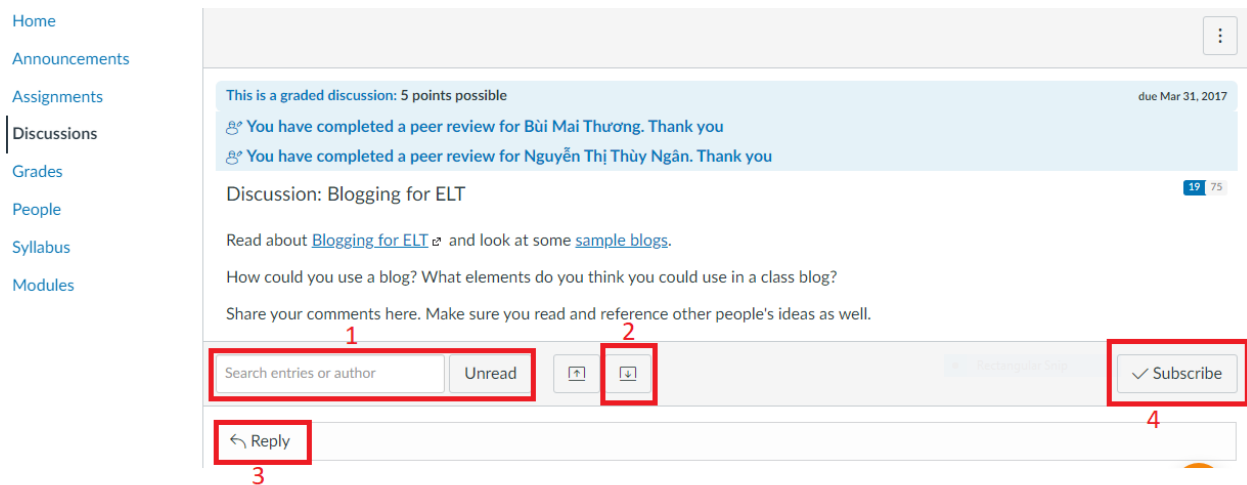 Home
Announcements
Assignments
Discussions
Grades
People
Syllabus
Modules
This is a graded discussion: 5 points possible
due Mar 31, 2017
You have completed a peer review for Bùi Mai Thương. Thank you
You have completed a peer review for Nguyễn Thị Thùy Ngân. Thank you
Discussion: Blogging for ELT
19 75
Read about Blogging for ELT and look at some sample blogs.
How could you use a blog? What elements do you think you could use in a class blog?
Share your comments here. Make sure you read and reference other people's ideas as well.
1
2
Search entries or author
Unread
Rectangular Snip
Subscribe
4
Reply
3